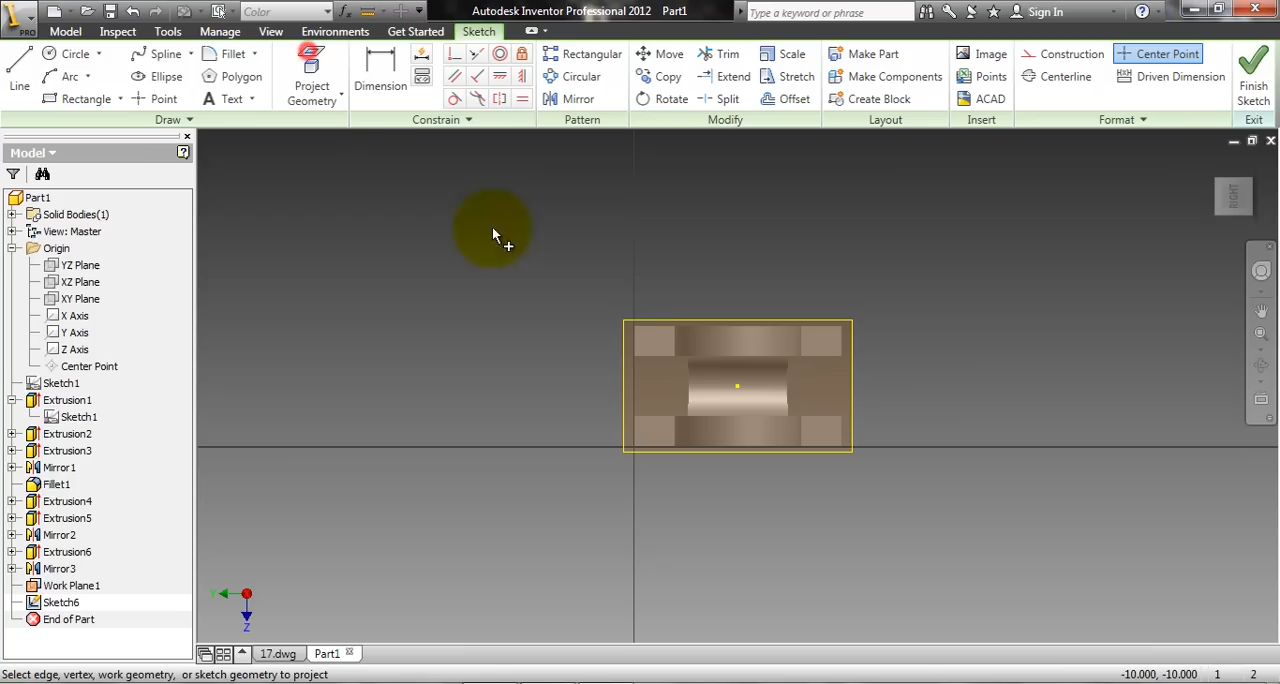 PRO
Color
Autodesk Inventor Professional 2012 Part1
Type a keyword or phrase
Sign In
Model Inspect Tools Manage View Environments Get Started Sketch
Line
Circle
Arc
Rectangle
Spline
Ellipse
Point
Fillet
Polygon
Text
Project
Geometry
Dimension
Rectangular
Circular
Mirror
Move
Copy
Rotate
Trim
Extend
Split
Scale
Stretch
Offset
Make Part
Make Components
Create Block
Image
Points
ACAD
Construction
Centerline
Center Point
Driven Dimension
Finish
Sketch
Draw
Constrain
Pattern
Modify
Layout
Insert
Format
Exit
Model
Part1
Solid Bodies(1)
View: Master
Origin
YZ Plane
XZ Plane
XY Plane
X Axis
Y Axis
Z Axis
Center Point
Sketch1
Extrusion1
Sketch1
Extrusion2
Extrusion3
Mirror1
Fillet1
Extrusion4
Extrusion5
Mirror2
Extrusion6
Mirror3
Work Plane1
Sketch6
End of Part
RIGHT
Y
Z
17.dwg
Part1
Select edge, vertex, work geometry, or sketch geometry to project
-10.000, -10.000 1 2